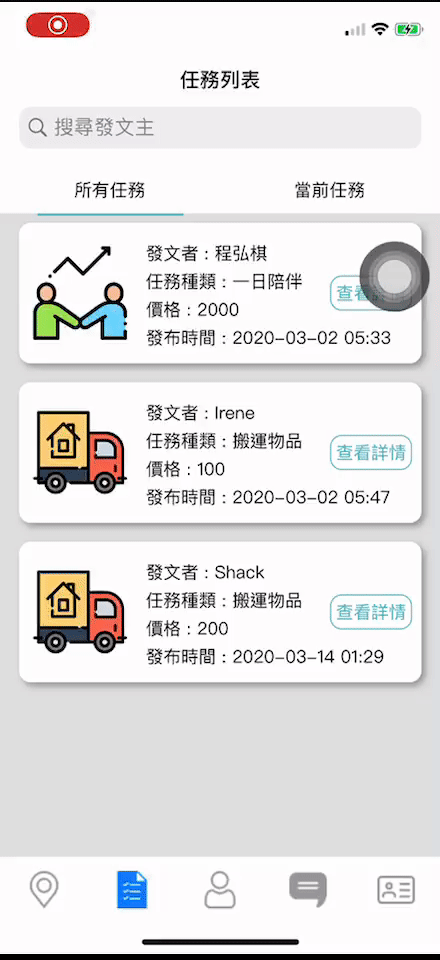 任務列表
搜尋發文主
所有任務
當前任務
發文者：程弘棋
任務種類：一日陪伴
價格：2000
發布時間：2020-03-02 05:33
查看
發文者：Irene
任務種類：搬運物品
價格：100
發布時間：2020-03-02 05:47
查看詳情
發文者：Shack
任務種類：搬運物品
價格：200
發布時間：2020-03-14 01:29
查看詳情